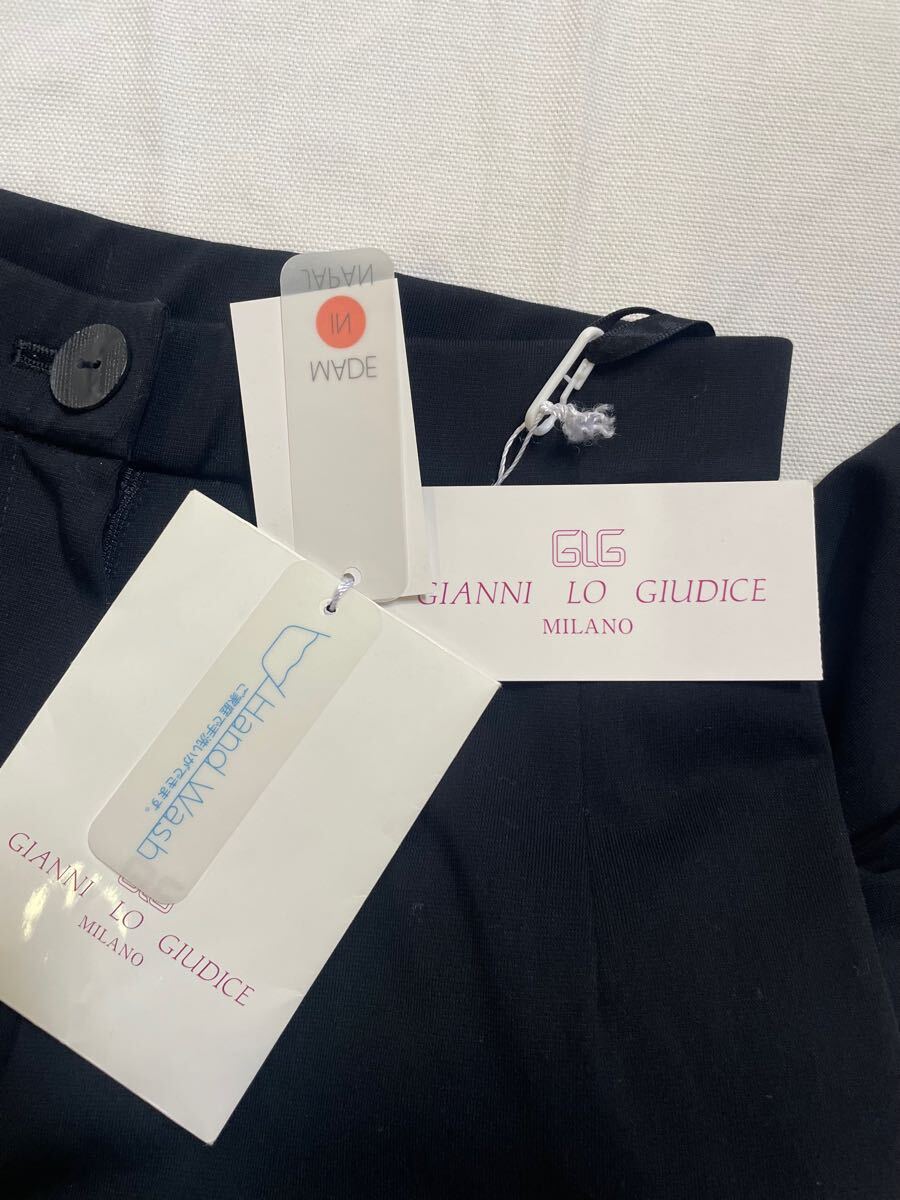 MADE
IN
JAPAN
GLG
GIANNI LO GIUDICE
MILANO
Hand Wash
ご家庭で手洗いができます。
GLG
GIANNI LO GIUDICE
MILANO